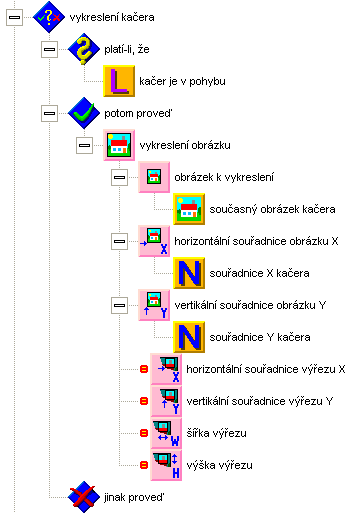 vykreslení kačera
platí-li, že
kačer je v pohybu
potom proveď
vykreslení obrázku
obrázek k vykreslení
současný obrázek kačera
horizontální souřadnice obrázku X
souřadnice X kačera
vertikální souřadnice obrázku Y
souřadnice Y kačera
horizontální souřadnice výřezu X
vertikální souřadnice výřezu Y
šířka výřezu
výška výřezu
jinak proveď